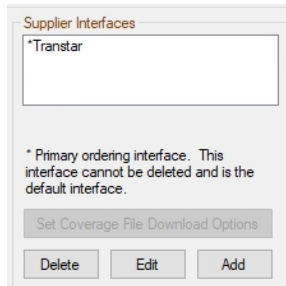 Supplier Interfaces
*Transtar
* Primary ordering interface. This
interface cannot be deleted and is the
default interface.
Set Coverage File Download Options
Delete Edit Add